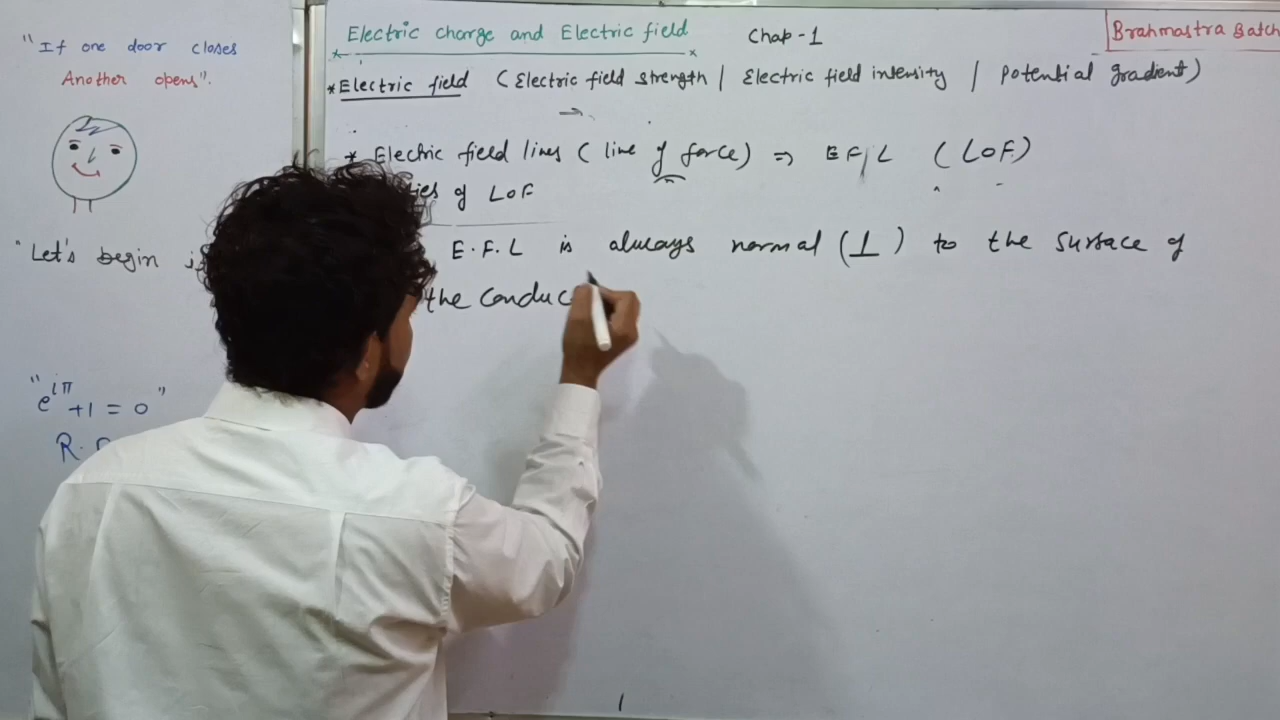 "If one door closes
Another opens".
"Let's begin
"e^iπ +1 = 0"
R.
Electric charge and Electric field Chap-1
Brahmastra Batch
* Electric field (Electric field strength | Electric field intensity | Potential gradient)
* Electric field lines (line of force) ⇒ E F L (LOF)
of LOF
E.F.L is always normal (⊥) to the surface of
the Conduc